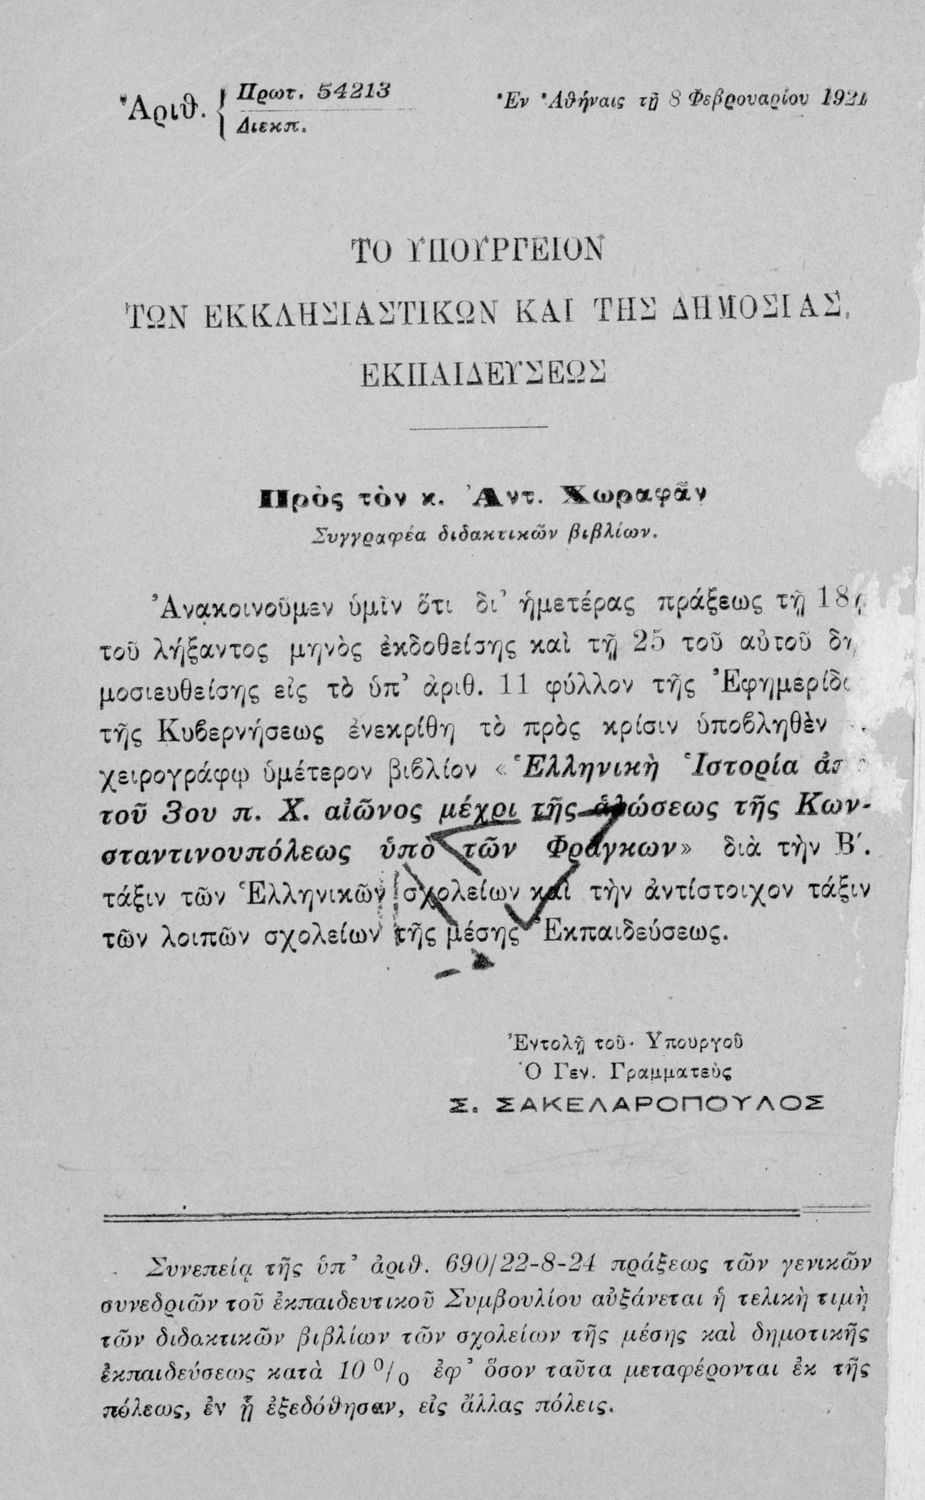 Ἀριθ. { Πρωτ. 54213
Διεκπ.
Ἐν Ἀθήναις τῇ 8 Φεβρουαρίου
ΤΟ ΥΠΟΥΡΓΕΙΟΝ
ΤΩΝ ΕΚΚΛΗΣΙΑΣΤΙΚΩΝ ΚΑΙ ΤΗΣ ΔΗΜΟΣΙΑΣ
ΕΚΠΑΙΔΕΥΣΕΩΣ
Πρὸς τὸν κ. Ἀντ. Χωραφᾶν
Συγγραφέα διδακτικῶν βιβλίων.
Ἀνακοινοῦμεν ὑμῖν ὅτι δι’ ἡμετέρας πράξεως τῇ 18ῃ
τοῦ λήξαντος μηνὸς ἐκδοθείσης καὶ τῇ 25 τοῦ αὐτοῦ δη
μοσιευθείσης εἰς τὸ ὑπ’ ἀριθ. 11 φύλλον τῆς Ἐφημερίδο
τῆς Κυβερνήσεως ἐνεκρίθη τὸ πρὸς κρίσιν ὑποβληθὲν
χειρογράφῳ ὑμέτερον βιβλίον «Ἑλληνικὴ Ἱστορία ἀπ
τοῦ 3ου π. Χ. αἰῶνος μέχρι τῆς ἁλώσεως τῆς Κων-
σταντινουπόλεως ὑπὸ τῶν Φράγκων» διὰ τὴν Β΄.
τάξιν τῶν Ἑλληνικῶν σχολείων καὶ τὴν ἀντίστοιχον τάξιν
τῶν λοιπῶν σχολείων τῆς μέσης Ἐκπαιδεύσεως.
Ἐντολῇ τοῦ Ὑπουργοῦ
Ὁ Γεν. Γραμματεὺς
Σ. ΣΑΚΕΛΑΡΟΠΟΥΛΟΣ
Συνεπείᾳ τῆς ὑπ’ ἀριθ. 690/22-8-24 πράξεως τῶν γενικῶν
συνεδριῶν τοῦ ἐκπαιδευτικοῦ Συμβουλίου αὐξάνεται ἡ τελικὴ τιμὴ
τῶν διδακτικῶν βιβλίων τῶν σχολείων τῆς μέσης καὶ δημοτικῆς
ἐκπαιδεύσεως κατὰ 10 % ἐφ’ ὅσον ταῦτα μεταφέρονται ἐκ τῆς
πόλεως, ἐν ᾗ ἐξεδόθησαν, εἰς ἄλλας πόλεις.